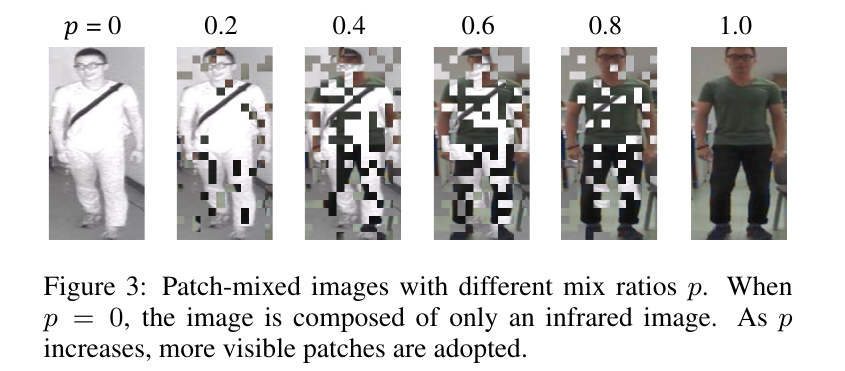 p = 0 0.2 0.4 0.6 0.8 1.0
Figure 3: Patch-mixed images with different mix ratios p. When
p = 0, the image is composed of only an infrared image. As p
increases, more visible patches are adopted.